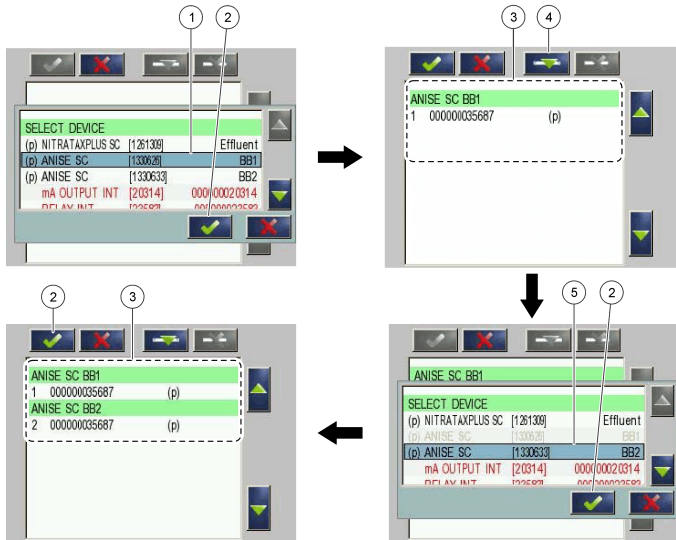 1 2
SELECT DEVICE
(p) NITRATAXPLUS SC [1261309] Effluent
(p) ANISE SC [1330626] BB1
(p) ANISE SC [1330633] BB2
mA OUTPUT INT [20314] 000000020314
3 4
ANISE SC BB1
1 000000035687 (p)
2 3
ANISE SC BB1
1 000000035687 (p)
ANISE SC BB2
2 000000035687 (p)
5 2
ANISE SC BB1
SELECT DEVICE
(p) NITRATAXPLUS SC [1261309] Effluent
(p) ANISE SC [1330626] BB1
(p) ANISE SC [1330633] BB2
mA OUTPUT INT [20314] 000000020314